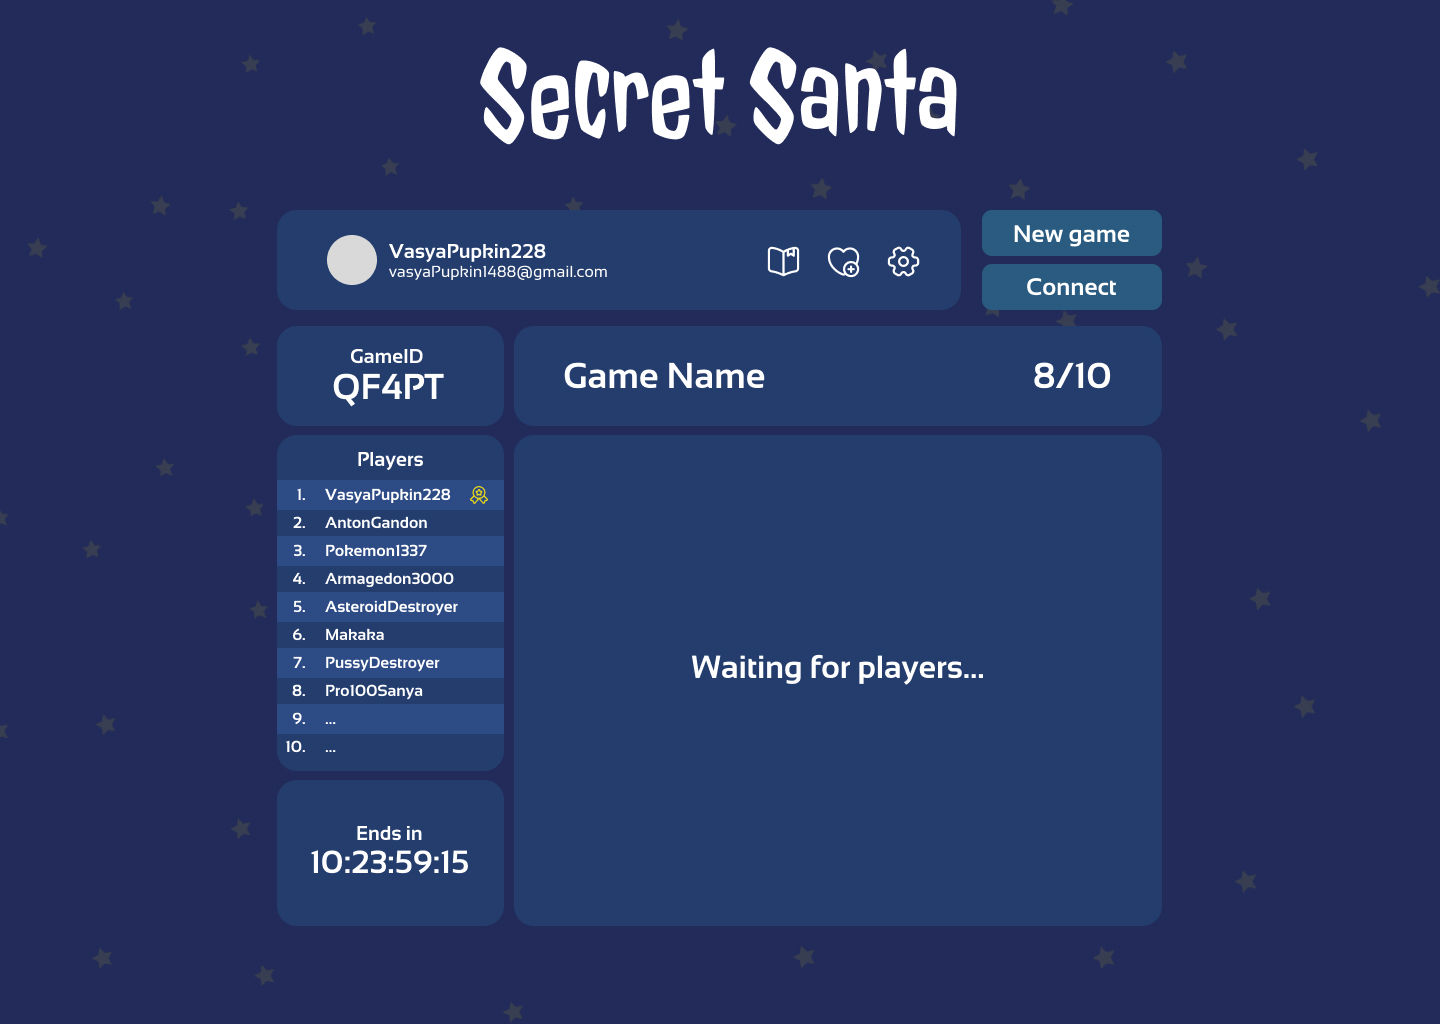 Secret Santa
VasyaPupkin228
vasyaPupkin1488@gmail.com
New game
Connect
GameID
QF4PT
Game Name
8/10
Players
1. VasyaPupkin228
2. AntonGandon
3. Pokemon1337
4. Armagedon3000
5. AsteroidDestroyer
6. Makaka
7. PussyDestroyer
8. Pro100Sanya
9. ...
10. ...
Waiting for players...
Ends in
10:23:59:15